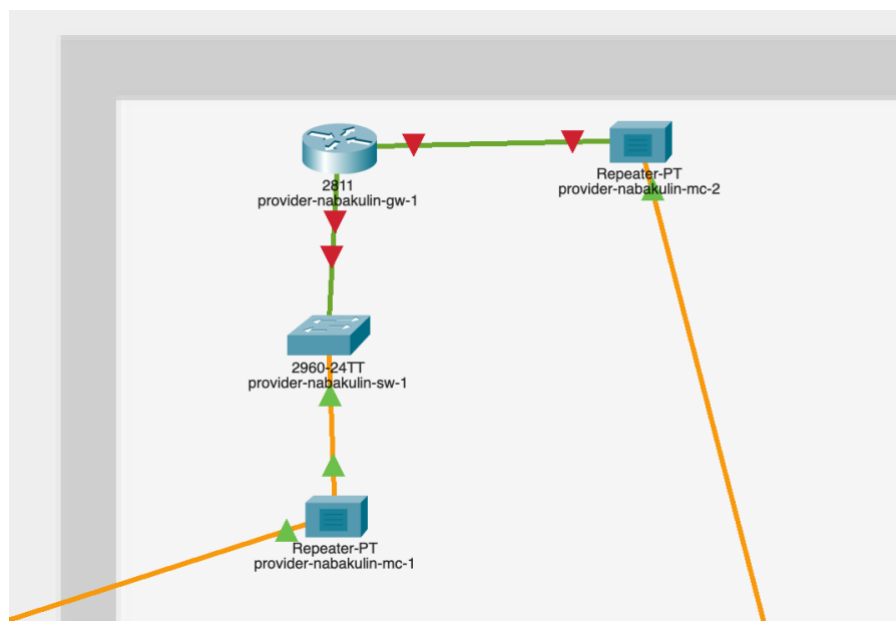 2811
provider-nabakulin-gw-1
Repeater-PT
provider-nabakulin-mc-2
2960-24TT
provider-nabakulin-sw-1
Repeater-PT
provider-nabakulin-mc-1